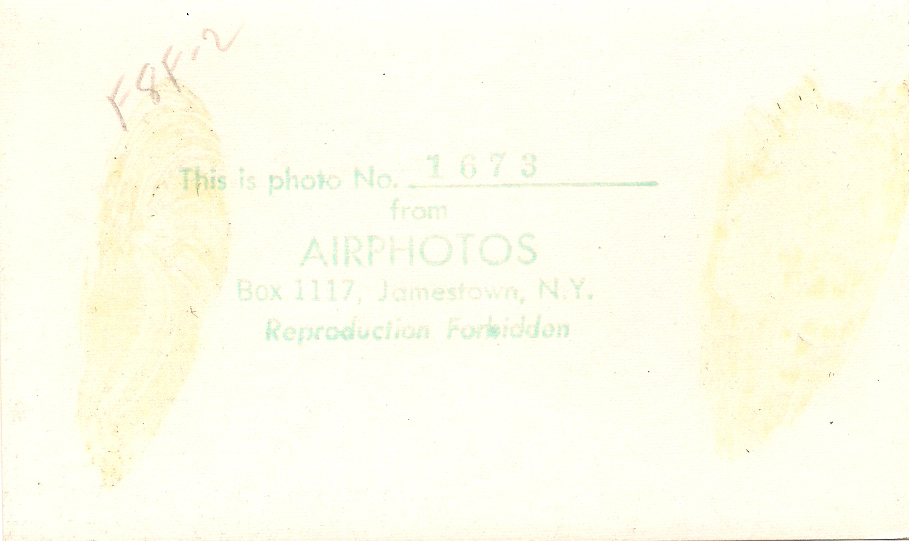 F8F-2
This is photo No. 1673
from
AIRPHOTOS
Box 1117, Jamestown, N.Y.
Reproduction Forbidden